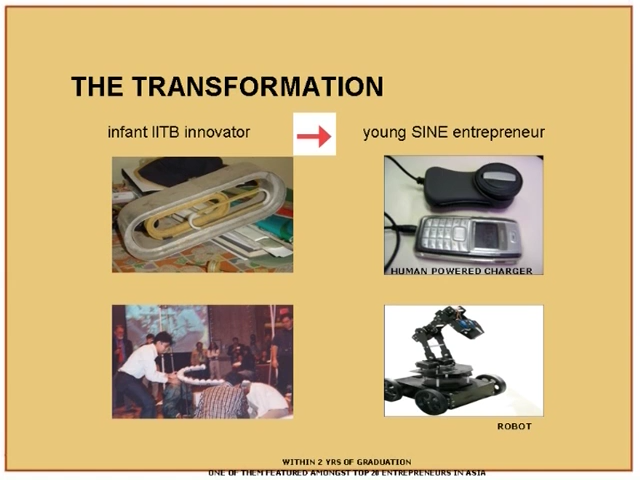 THE TRANSFORMATION
infant IITB innovator
young SINE entrepreneur
HUMAN POWERED CHARGER
ROBOT
WITHIN 2 YRS OF GRADUATION
ONE OF THEM FEATURED AMONGST TOP 20 ENTREPRENEURS IN ASIA